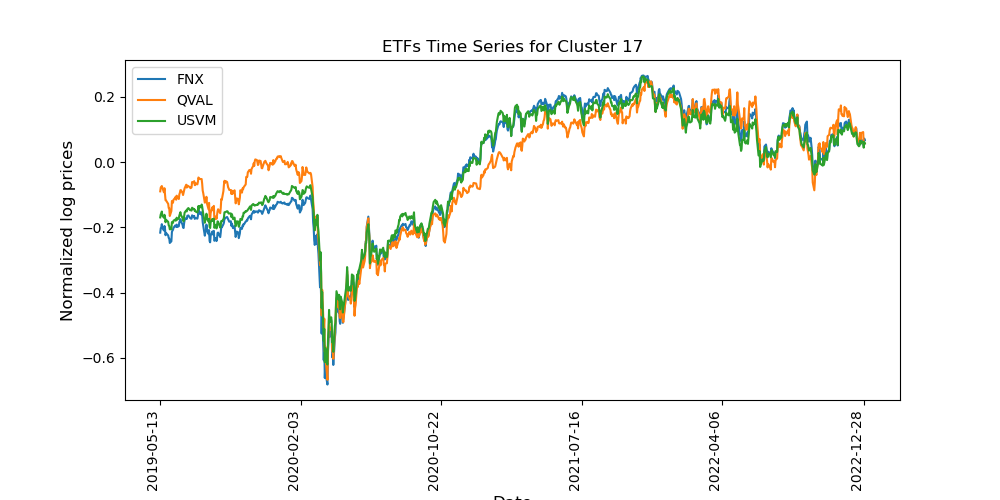 ETFs Time Series for Cluster 17
FNX
QVAL
USVM
Normalized log prices
0.2
0.0
−0.2
−0.4
−0.6
2019-05-13
2020-02-03
2020-10-22
2021-07-16
2022-04-06
2022-12-28
Date